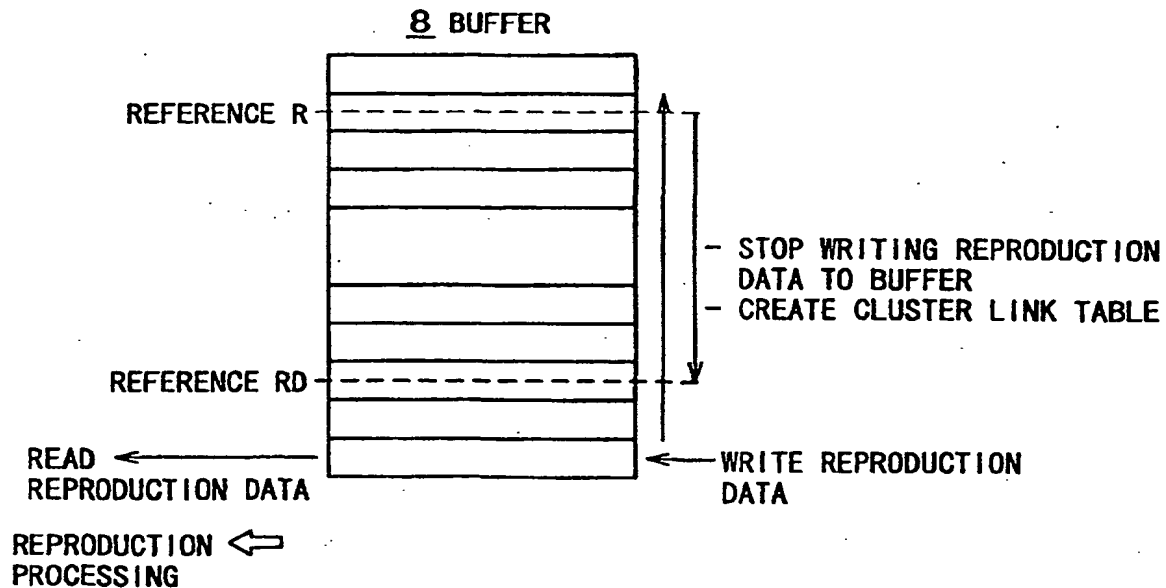 8 BUFFER
REFERENCE R
- STOP WRITING REPRODUCTION
DATA TO BUFFER
- CREATE CLUSTER LINK TABLE
REFERENCE RD
READ
REPRODUCTION DATA
WRITE REPRODUCTION
DATA
REPRODUCTION
PROCESSING